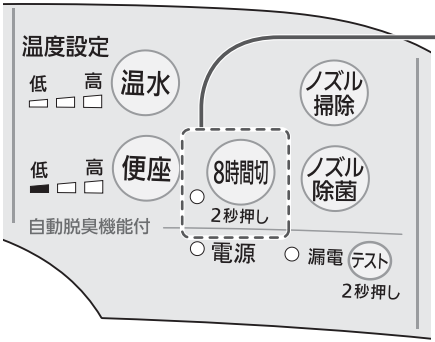 温度設定
低 高 温水
ノズル
掃除
低 高 便座
8時間切
2秒押し
ノズル
除菌
自動脱臭機能付
電源
漏電 テスト
2秒押し